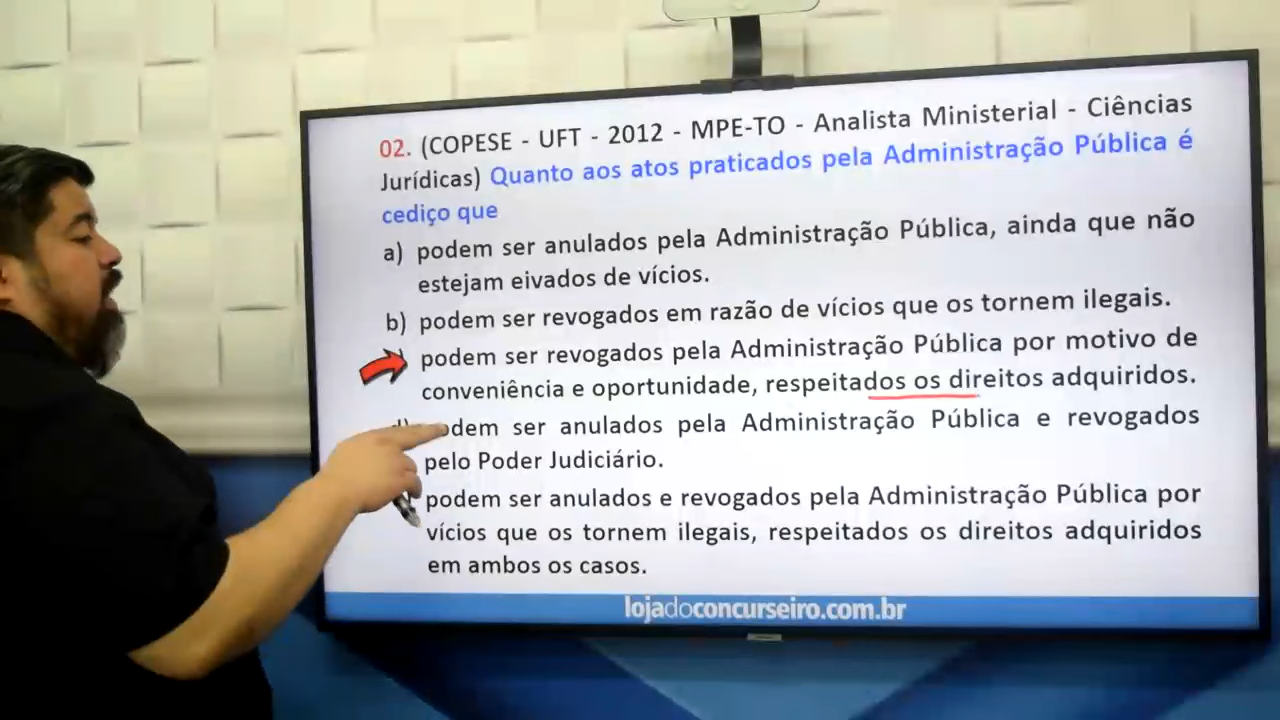 02. (COPESE - UFT - 2012 - MPE-TO - Analista Ministerial - Ciências
Jurídicas) Quanto aos atos praticados pela Administração Pública é
cediço que
a) podem ser anulados pela Administração Pública, ainda que não
estejam eivados de vícios.
b) podem ser revogados em razão de vícios que os tornem ilegais.
podem ser revogados pela Administração Pública por motivo de
conveniência e oportunidade, respeitados os direitos adquiridos.
podem ser anulados pela Administração Pública e revogados
pelo Poder Judiciário.
podem ser anulados e revogados pela Administração Pública por
vícios que os tornem ilegais, respeitados os direitos adquiridos
em ambos os casos.
lojadoconcurseiro.com.br